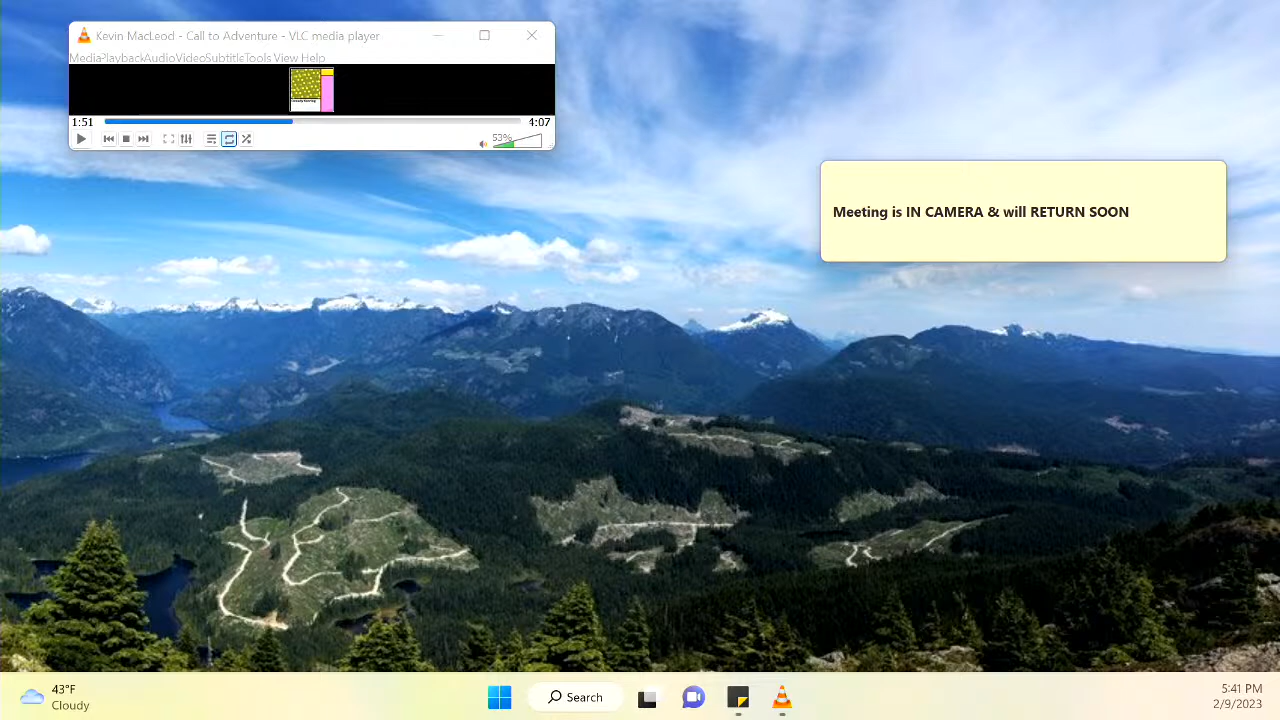 Kevin MacLeod - Call to Adventure - VLC media player
Media Playback Audio Video Subtitle Tools View Help
1:51
4:07
53%
Meeting is IN CAMERA & will RETURN SOON
43°F
Cloudy
Search
5:41 PM
2/9/2023